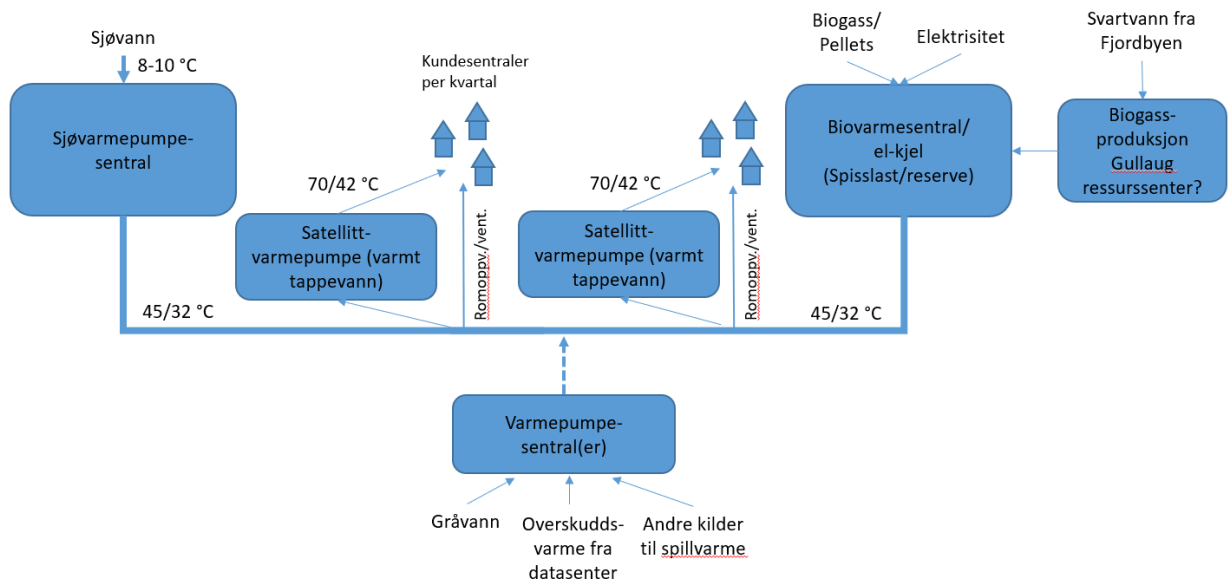 Sjøvann
8-10 °C
Sjøvarmepumpe-
sentral
Kundesentraler
per kvartal
70/42 °C
Satellitt-
varmepumpe (varmt
tappevann)
Romoppv./vent.
45/32 °C
70/42 °C
Satellitt-
varmepumpe (varmt
tappevann)
Romoppv./vent.
45/32 °C
Biogass/
Pellets
Elektrisitet
Biovarmesentral/
el-kjel
(Spisslast/reserve)
Svartvann fra
Fjordbyen
Biogass-
produksjon
Gullaug
ressurssenter?
Varmepumpe-
sentral(er)
Gråvann
Overskudds-
varme fra
datasenter
Andre kilder
til spillvarme